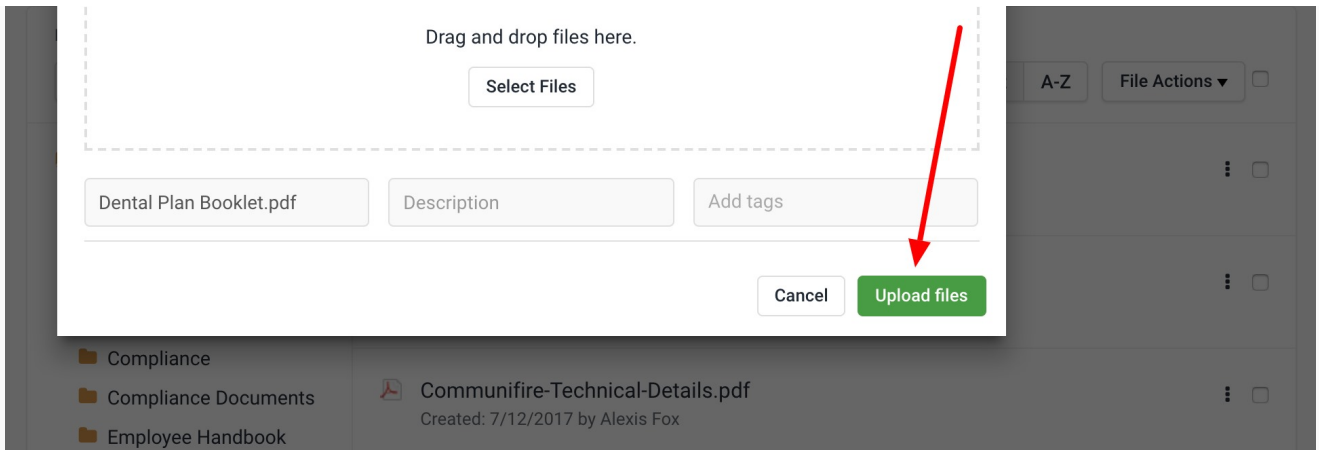 Drag and drop files here.
Select Files
A-Z
File Actions
Dental Plan Booklet.pdf
Description
Add tags
Cancel
Upload files
Compliance
Compliance Documents
Employee Handbook
Communifire-Technical-Details.pdf
Created: 7/12/2017 by Alexis Fox